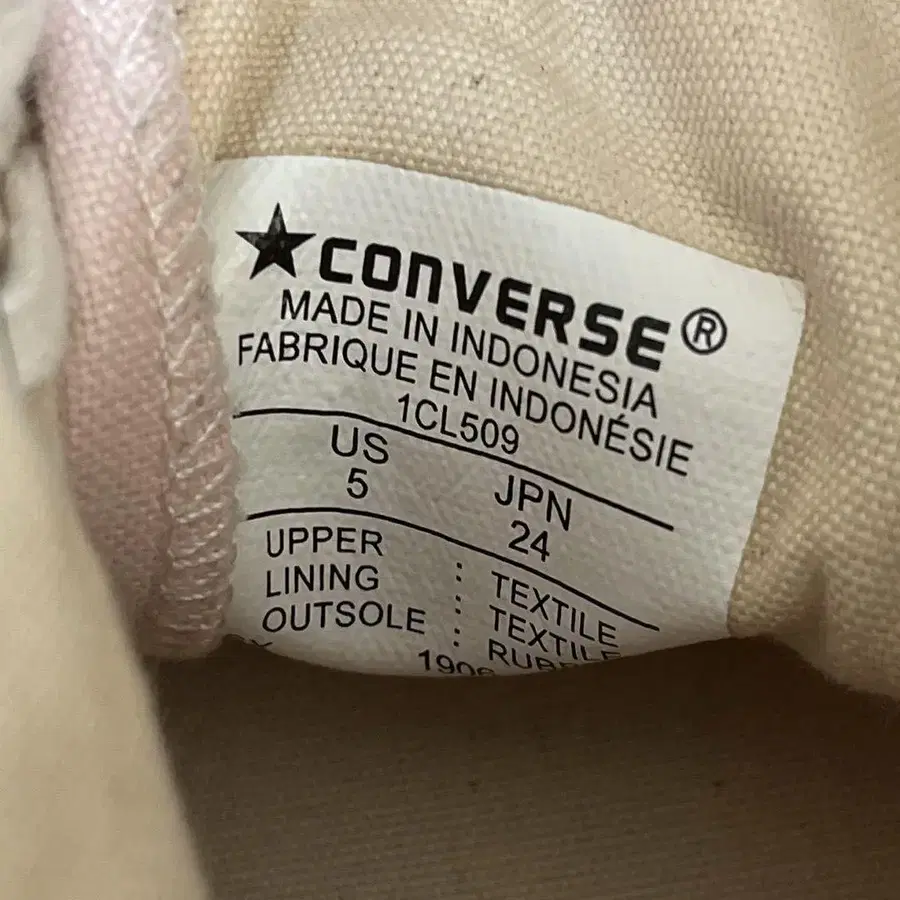 ★CONVERSE®
MADE IN INDONESIA
FABRIQUE EN INDONÉSIE
1CL509
US JPN
5 24
UPPER : TEXTILE
LINING : TEXTILE
OUTSOLE :